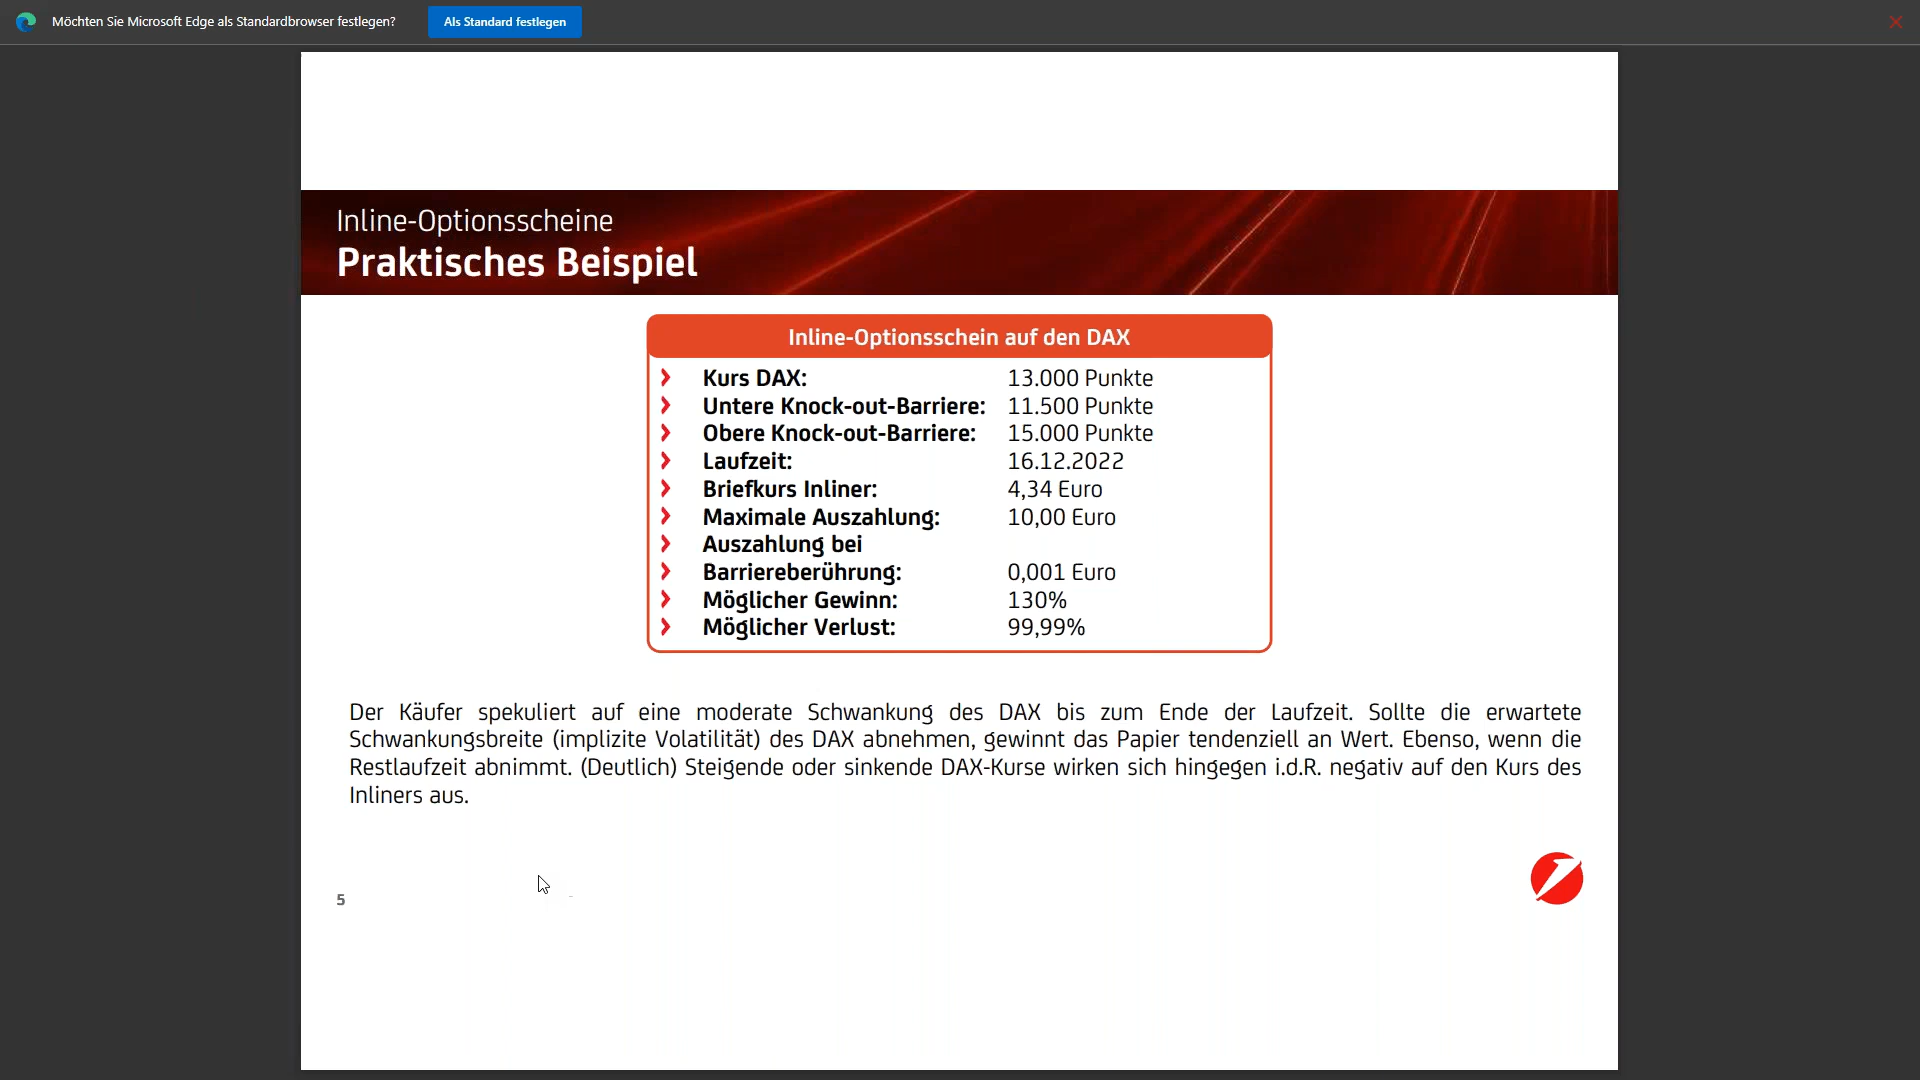 Möchten Sie Microsoft Edge als Standardbrowser festlegen?
Als Standard festlegen
Inline-Optionsscheine
Praktisches Beispiel
Inline-Optionsschein auf den DAX
Kurs DAX: 13.000 Punkte
Untere Knock-out-Barriere: 11.500 Punkte
Obere Knock-out-Barriere: 15.000 Punkte
Laufzeit: 16.12.2022
Briefkurs Inliner: 4,34 Euro
Maximale Auszahlung: 10,00 Euro
Auszahlung bei
Barriereberührung: 0,001 Euro
Möglicher Gewinn: 130%
Möglicher Verlust: 99,99%
Der Käufer spekuliert auf eine moderate Schwankung des DAX bis zum Ende der Laufzeit. Sollte die erwartete
Schwankungsbreite (implizite Volatilität) des DAX abnehmen, gewinnt das Papier tendenziell an Wert. Ebenso, wenn die
Restlaufzeit abnimmt. (Deutlich) Steigende oder sinkende DAX-Kurse wirken sich hingegen i.d.R. negativ auf den Kurs des
Inliners aus.
5